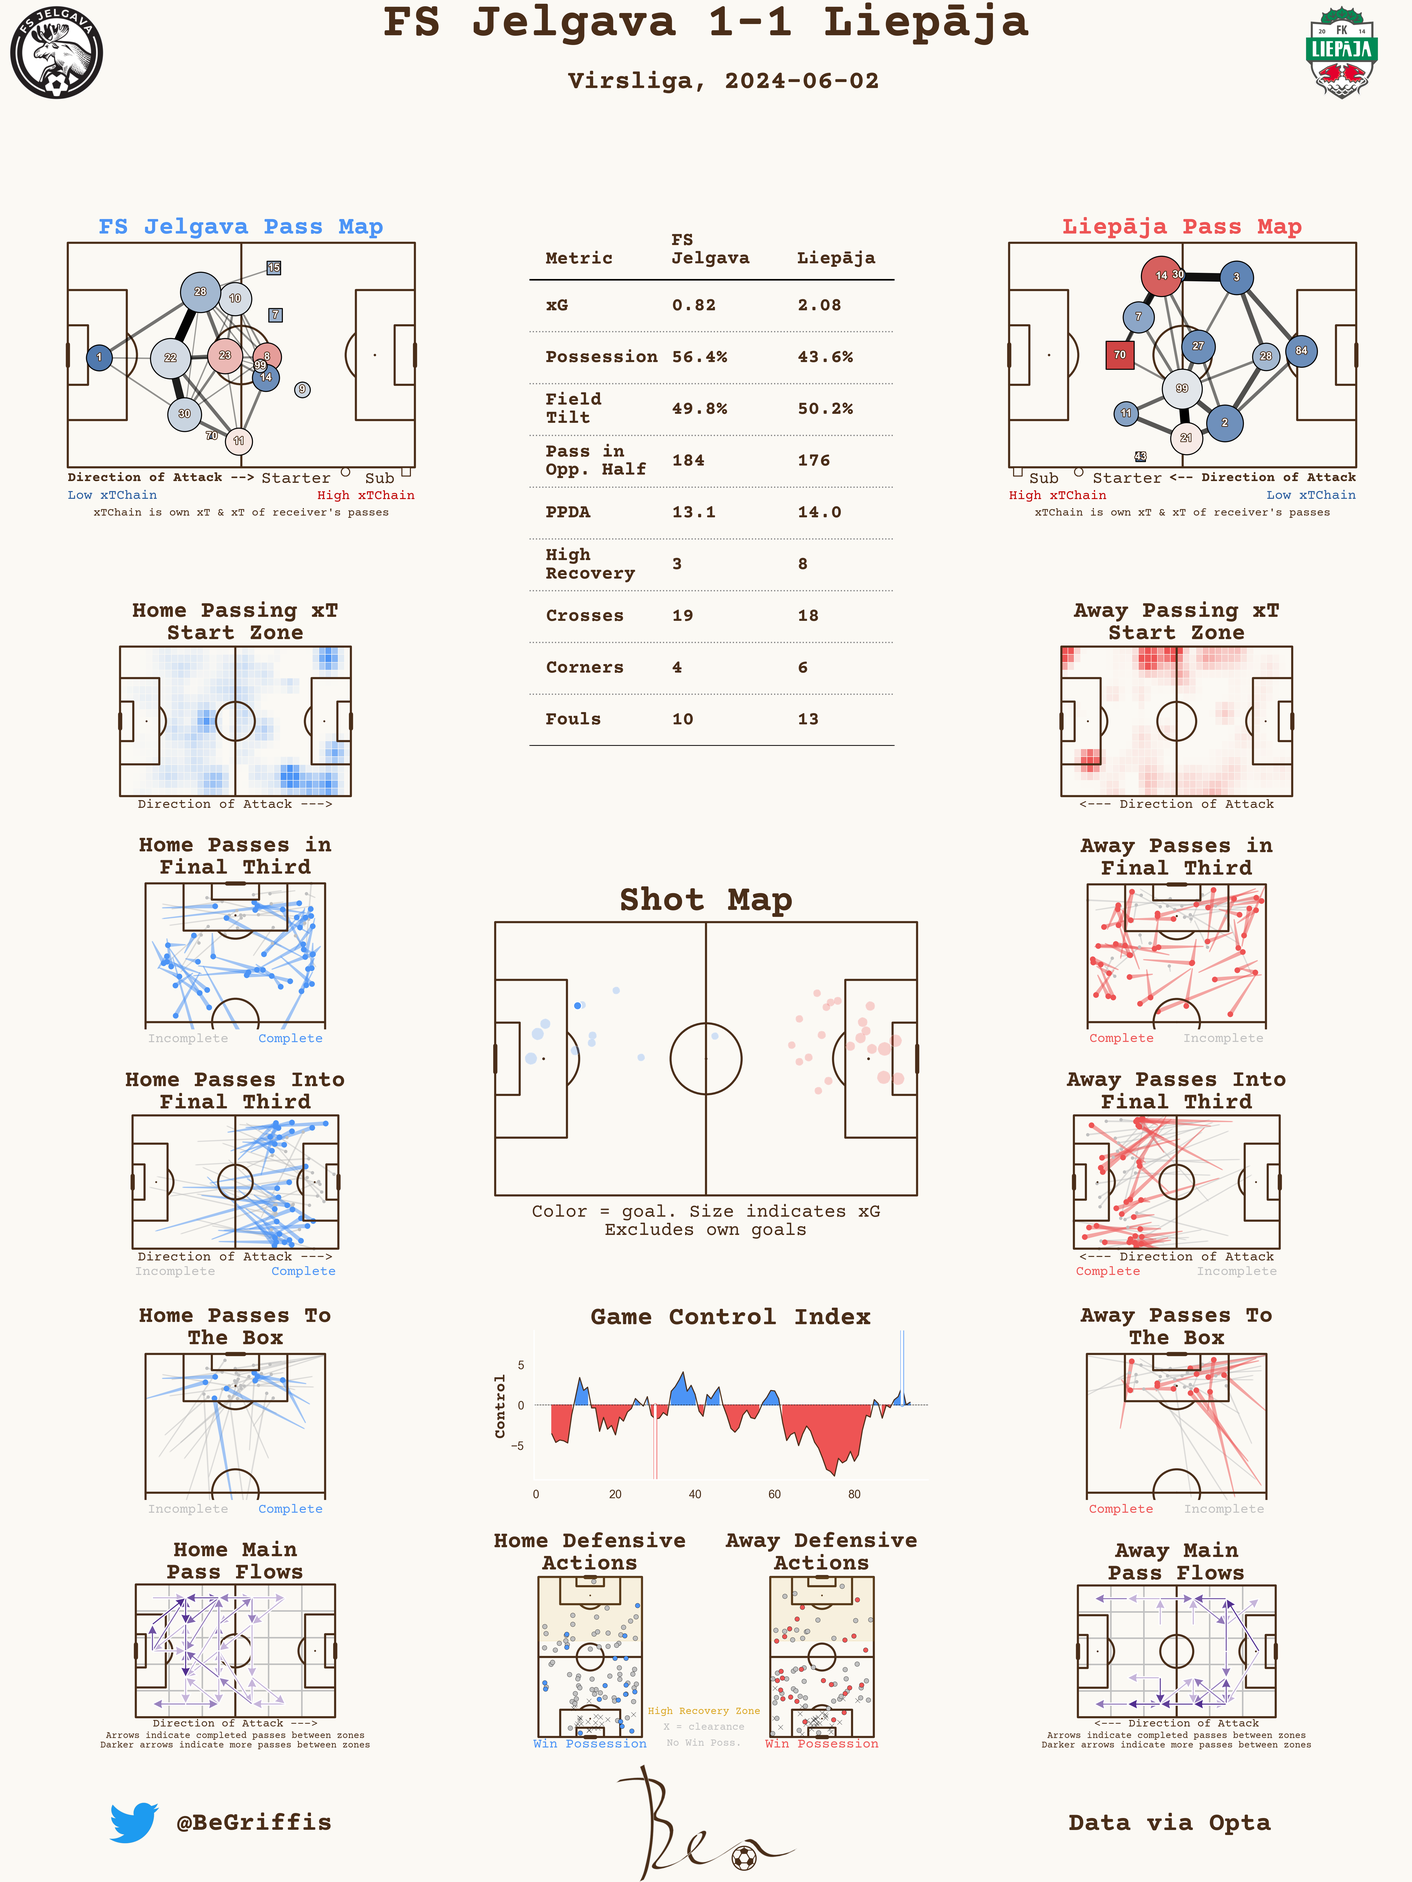 FS Jelgava 1-1 Liepāja
Virsliga, 2024-06-02
FS JELGAVA
20 FK 14
LIEPĀJA
FS Jelgava Pass Map
15
28
10
7
1
22
23
8
99
14
9
30
70
11
Direction of Attack --> Starter Sub
Low xTChain High xTChain
xTChain is own xT & xT of receiver's passes
Metric FS Jelgava Liepāja
xG 0.82 2.08
Possession 56.4% 43.6%
Field Tilt 49.8% 50.2%
Pass in Opp. Half 184 176
PPDA 13.1 14.0
High Recovery 3 8
Crosses 19 18
Corners 4 6
Fouls 10 13
Liepāja Pass Map
14
30
3
7
70
27
28
84
99
11
2
21
43
Sub Starter <-- Direction of Attack
High xTChain Low xTChain
xTChain is own xT & xT of receiver's passes
Home Passing xT
Start Zone
Direction of Attack --->
Away Passing xT
Start Zone
<--- Direction of Attack
Home Passes in
Final Third
Incomplete Complete
Away Passes in
Final Third
Complete Incomplete
Shot Map
Color = goal. Size indicates xG
Excludes own goals
Home Passes Into
Final Third
Direction of Attack --->
Incomplete Complete
Away Passes Into
Final Third
<--- Direction of Attack
Complete Incomplete
Home Passes To
The Box
Incomplete Complete
Game Control Index
Control
5
0
-5
0 20 40 60 80
Away Passes To
The Box
Complete Incomplete
Home Main
Pass Flows
Direction of Attack --->
Arrows indicate completed passes between zones
Darker arrows indicate more passes between zones
Home Defensive
Actions
Win Possession
High Recovery Zone
X = clearance
No Win Poss.
Away Defensive
Actions
Win Possession
Away Main
Pass Flows
<--- Direction of Attack
Arrows indicate completed passes between zones
Darker arrows indicate more passes between zones
@BeGriffis
Ben
Data via Opta